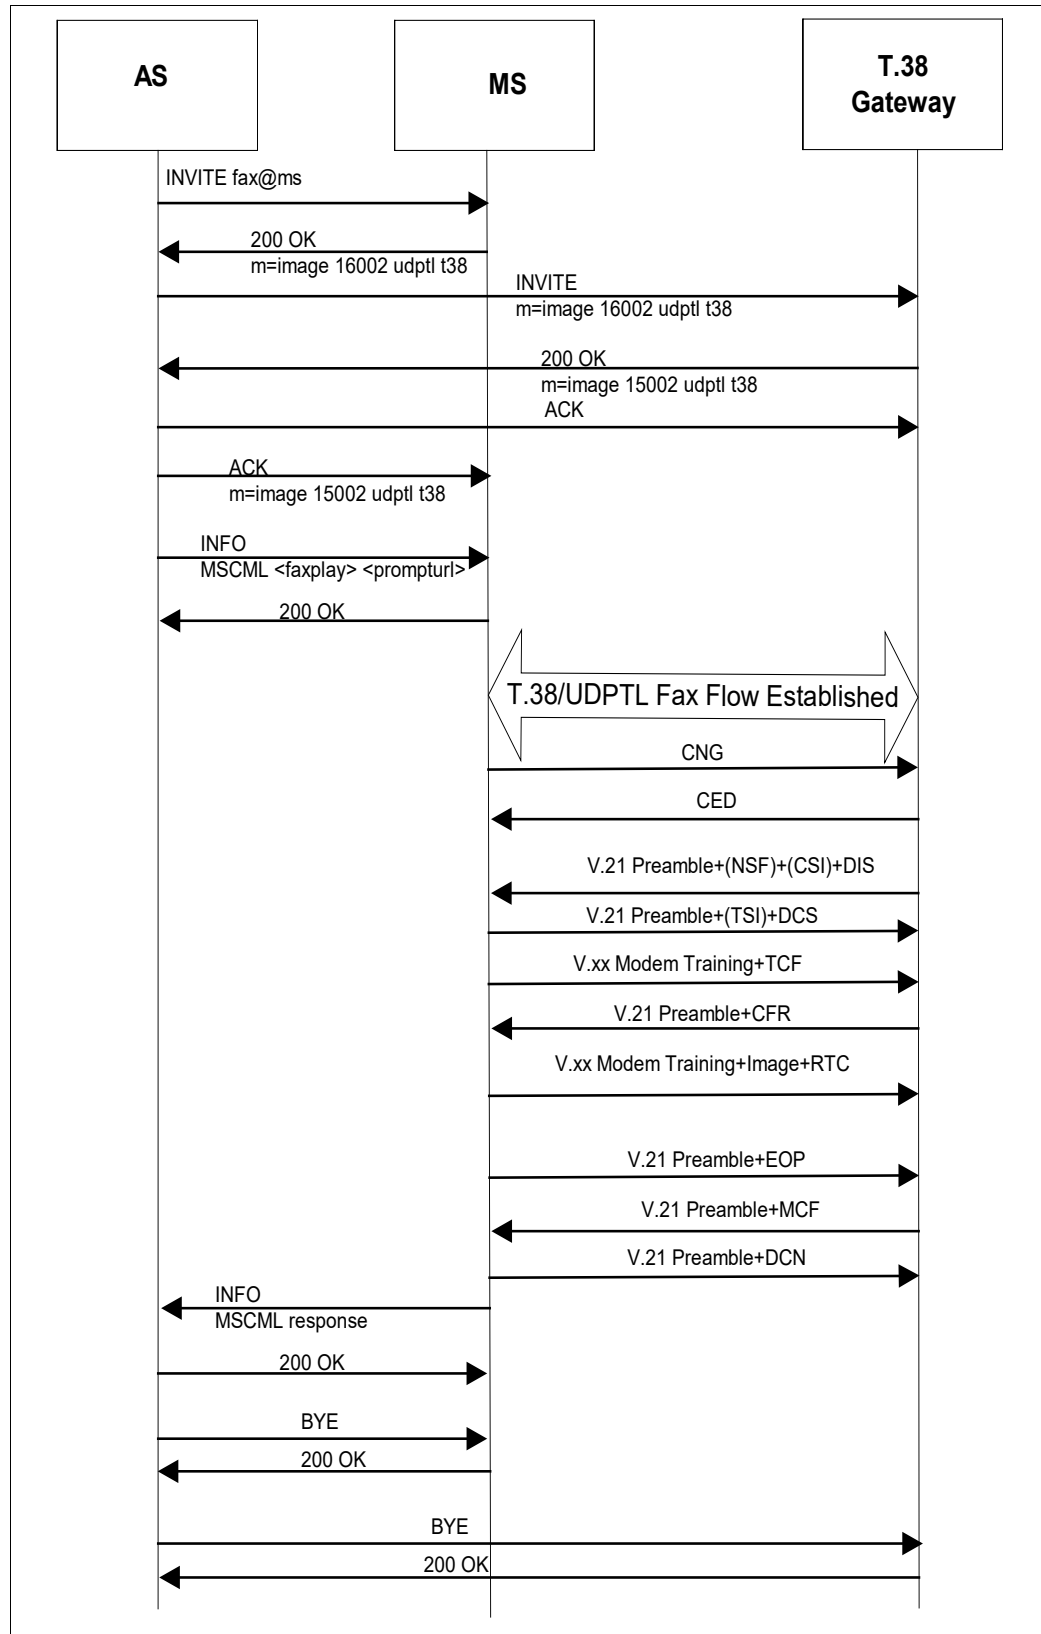 AS
MS
T.38
Gateway
INVITE fax@ms
200 OK
m=image 16002 udptl t38
INVITE
m=image 16002 udptl t38
200 OK
m=image 15002 udptl t38
ACK
ACK
m=image 15002 udptl t38
INFO
MSCML <faxplay> <prompturl>
200 OK
T.38/UDPTL Fax Flow Established
CNG
CED
V.21 Preamble+(NSF)+(CSI)+DIS
V.21 Preamble+(TSI)+DCS
V.xx Modem Training+TCF
V.21 Preamble+CFR
V.xx Modem Training+Image+RTC
V.21 Preamble+EOP
V.21 Preamble+MCF
V.21 Preamble+DCN
INFO
MSCML response
200 OK
BYE
200 OK
BYE
200 OK